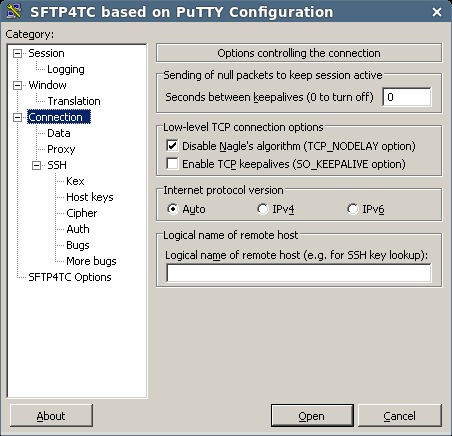 SFTP4TC based on PuTTY Configuration
Category:
Session
Logging
Window
Translation
Connection
Data
Proxy
SSH
Kex
Host keys
Cipher
Auth
Bugs
More bugs
SFTP4TC Options
Options controlling the connection
Sending of null packets to keep session active
Seconds between keepalives (0 to turn off) 0
Low-level TCP connection options
Disable Nagle's algorithm (TCP_NODELAY option)
Enable TCP keepalives (SO_KEEPALIVE option)
Internet protocol version
Auto IPv4 IPv6
Logical name of remote host
Logical name of remote host (e.g. for SSH key lookup):
About Open Cancel